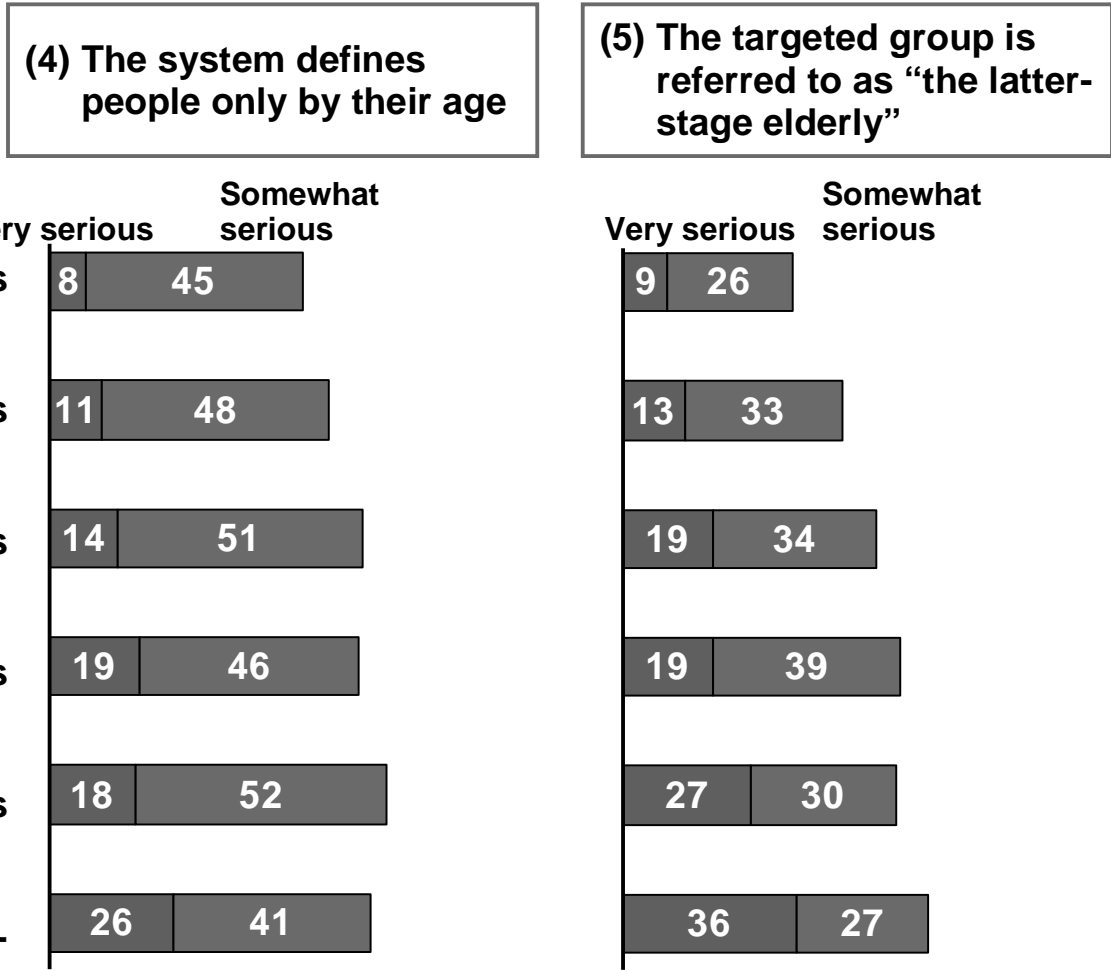 (4) The system defines
people only by their age
(5) The targeted group is
referred to as “the latter-
stage elderly”
ery serious
Somewhat
serious
Very serious
Somewhat
serious
s 8 45 9 26
s 11 48 13 33
s 14 51 19 34
s 19 46 19 39
s 18 52 27 30
26 41 36 27